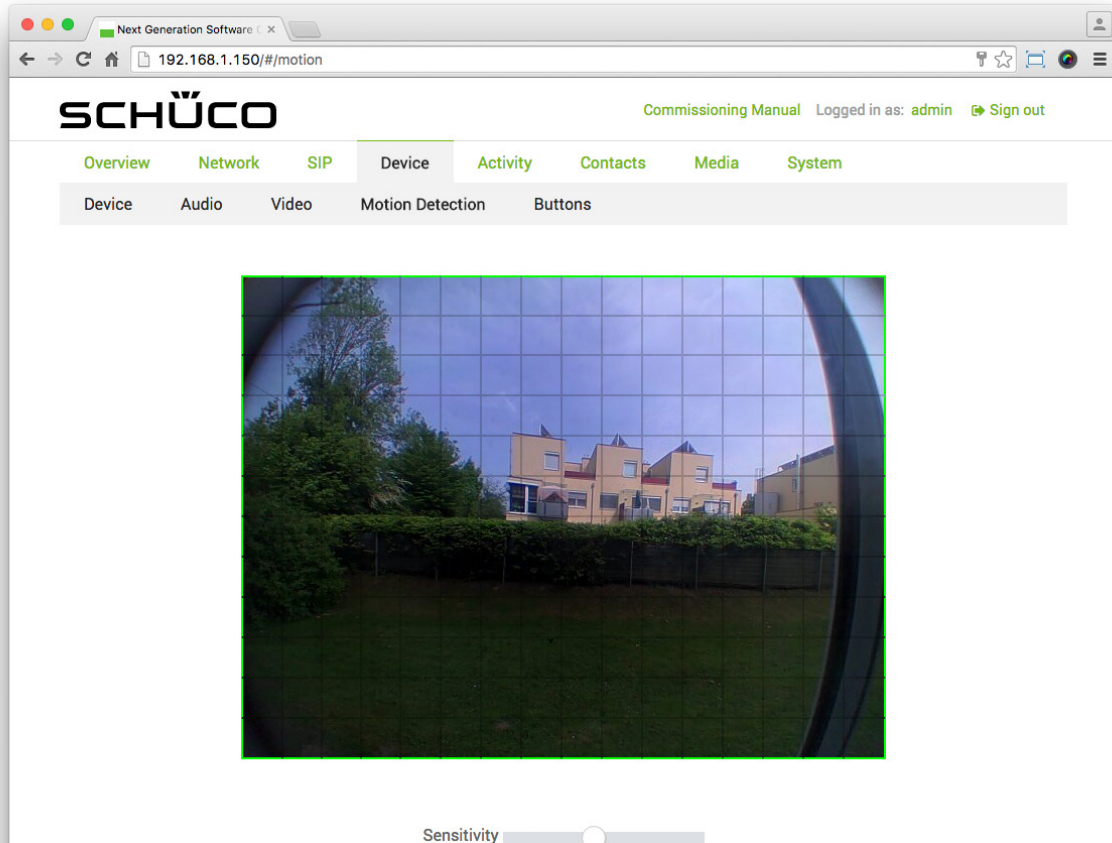 Next Generation Software
192.168.1.150/#/motion
SCHÜCO
Commissioning Manual Logged in as: admin Sign out
Overview Network SIP Device Activity Contacts Media System
Device Audio Video Motion Detection Buttons
Sensitivity